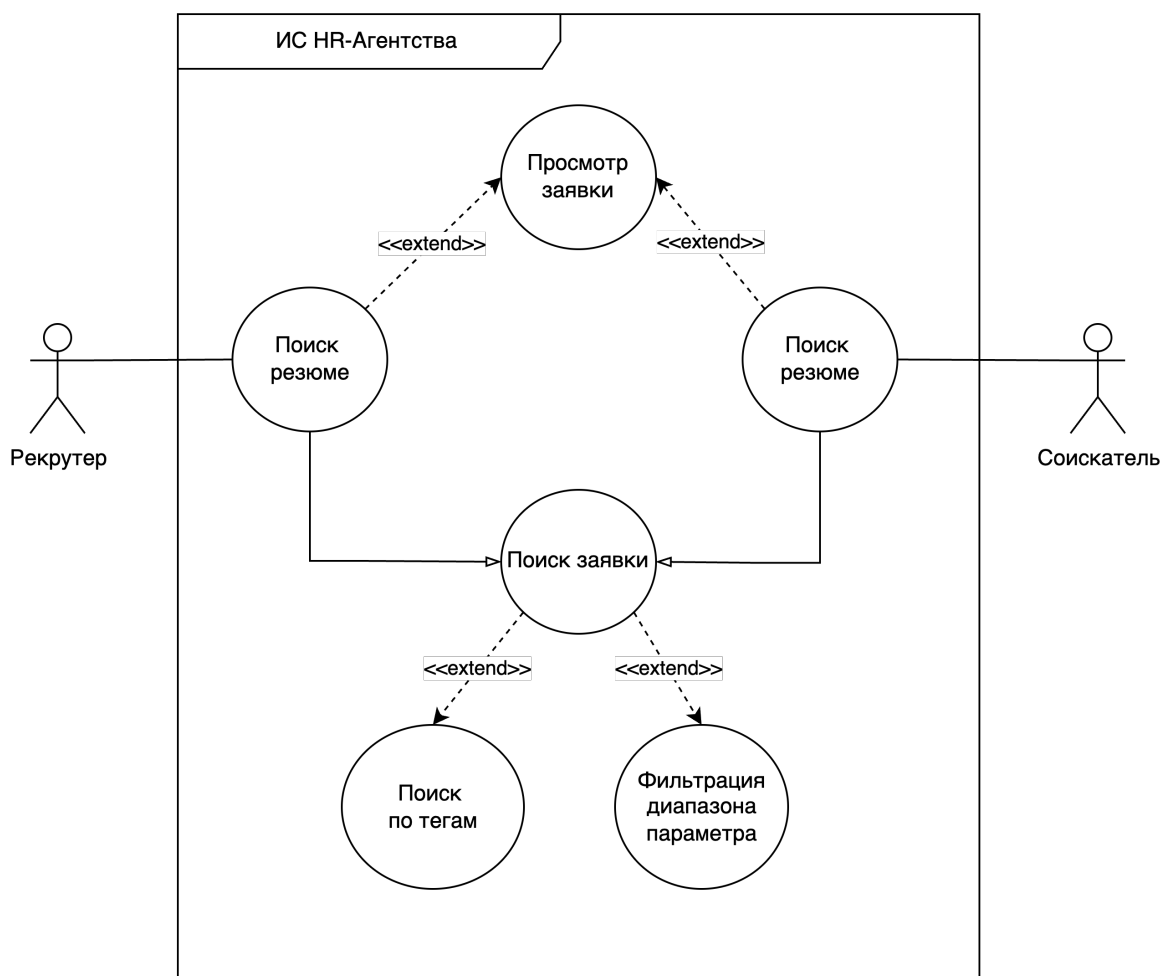 ИС HR-Агентства
Просмотр
заявки
<<extend>>
<<extend>>
Поиск
резюме
Поиск
резюме
Рекрутер
Соискатель
Поиск заявки
<<extend>>
<<extend>>
Поиск
по тегам
Фильтрация
диапазона
параметра